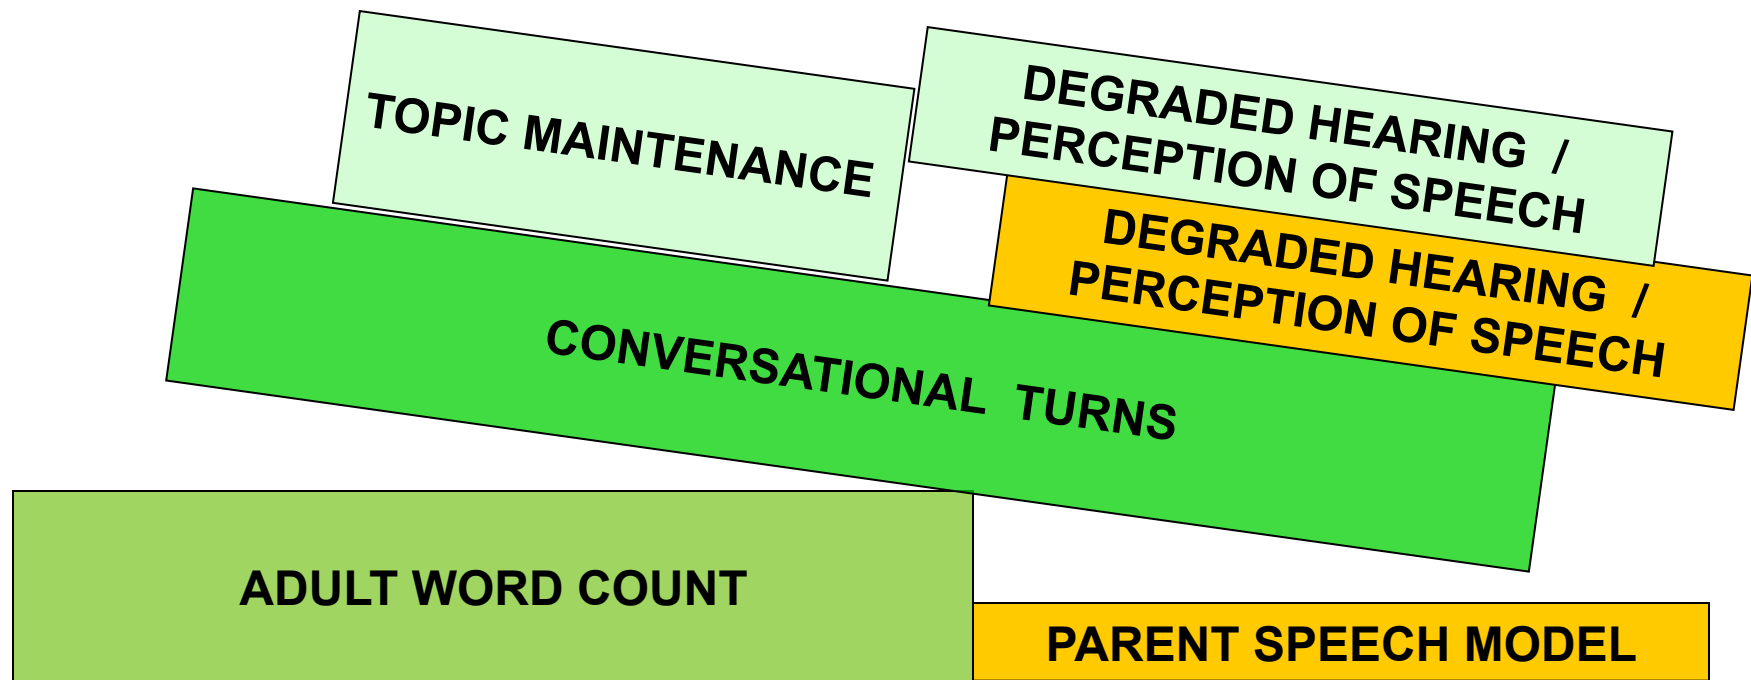 TOPIC MAINTENANCE
DEGRADED HEARING /
PERCEPTION OF SPEECH
DEGRADED HEARING /
PERCEPTION OF SPEECH
CONVERSATIONAL TURNS
ADULT WORD COUNT
PARENT SPEECH MODEL